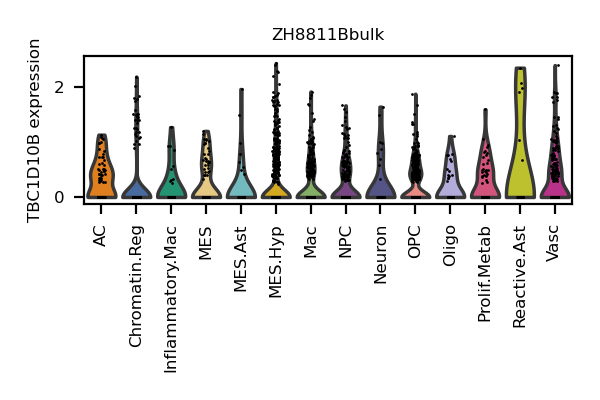 ZH8811Bbulk
TBC1D10B expression
2
0
AC
Chromatin.Reg
Inflammatory.Mac
MES
MES.Ast
MES.Hyp
Mac
NPC
Neuron
OPC
Oligo
Prolif.Metab
Reactive.Ast
Vasc